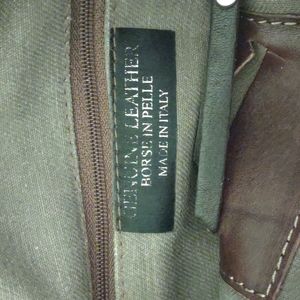 GENUINE LEATHER
BORSE IN PELLE
MADE IN ITALY